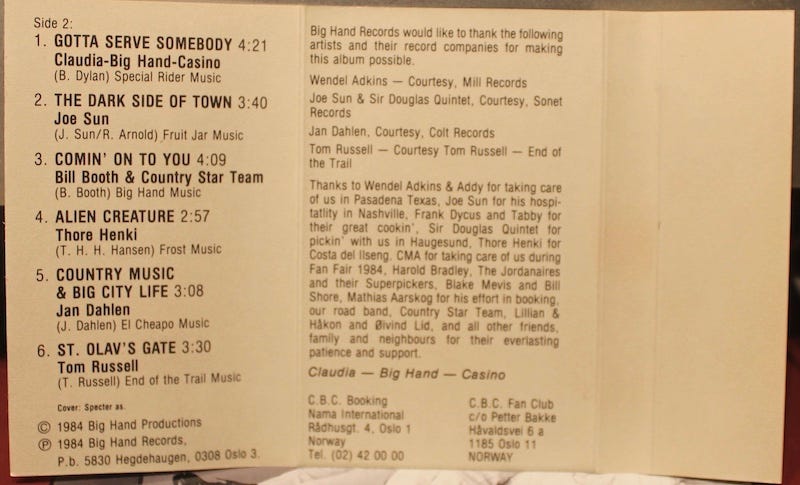 Side 2:
1. GOTTA SERVE SOMEBODY 4:21
Claudia-Big Hand-Casino
(B. Dylan) Special Rider Music
2. THE DARK SIDE OF TOWN 3:40
Joe Sun
(J. Sun/R. Arnold) Fruit Jar Music
3. COMIN' ON TO YOU 4:09
Bill Booth & Country Star Team
(B. Booth) Big Hand Music
4. ALIEN CREATURE 2:57
Thore Henki
(T. H. H. Hansen) Frost Music
5. COUNTRY MUSIC
& BIG CITY LIFE 3:08
Jan Dahlen
(J. Dahlen) El Cheapo Music
6. ST. OLAV'S GATE 3:30
Tom Russell
(T. Russell) End of the Trail Music
Cover: Specter as.
© 1984 Big Hand Productions
℗ 1984 Big Hand Records,
P.b. 5830 Hegdehaugen, 0308 Oslo 3.
Big Hand Records would like to thank the following
artists and their record companies for making
this album possible.
Wendel Adkins — Courtesy, Mill Records
Joe Sun & Sir Douglas Quintet, Courtesy, Sonet
Records
Jan Dahlen, Courtesy, Colt Records
Tom Russell — Courtesy Tom Russell — End of
the Trail
Thanks to Wendel Adkins & Addy for taking care
of us in Pasadena Texas, Joe Sun for his hospi-
tatlity in Nashville, Frank Dycus and Tabby for
their great cookin', Sir Douglas Quintet for
pickin' with us in Haugesund, Thore Henki for
Costa del Ilseng. CMA for taking care of us during
Fan Fair 1984, Harold Bradley, The Jordanaires
and their Superpickers, Blake Mevis and Bill
Shore, Mathias Aarskog for his effort in booking,
our road band, Country Star Team, Lillian &
Håkon and Øivind Lid, and all other friends,
family and neighbours for their everlasting
patience and support.
Claudia — Big Hand — Casino
C.B.C. Booking
Nama International
Rådhusgt. 4, Oslo 1
Norway
Tel. (02) 42 00 00
C.B.C. Fan Club
c/o Petter Bakke
Håvaldsvei 6 a
1185 Oslo 11
NORWAY